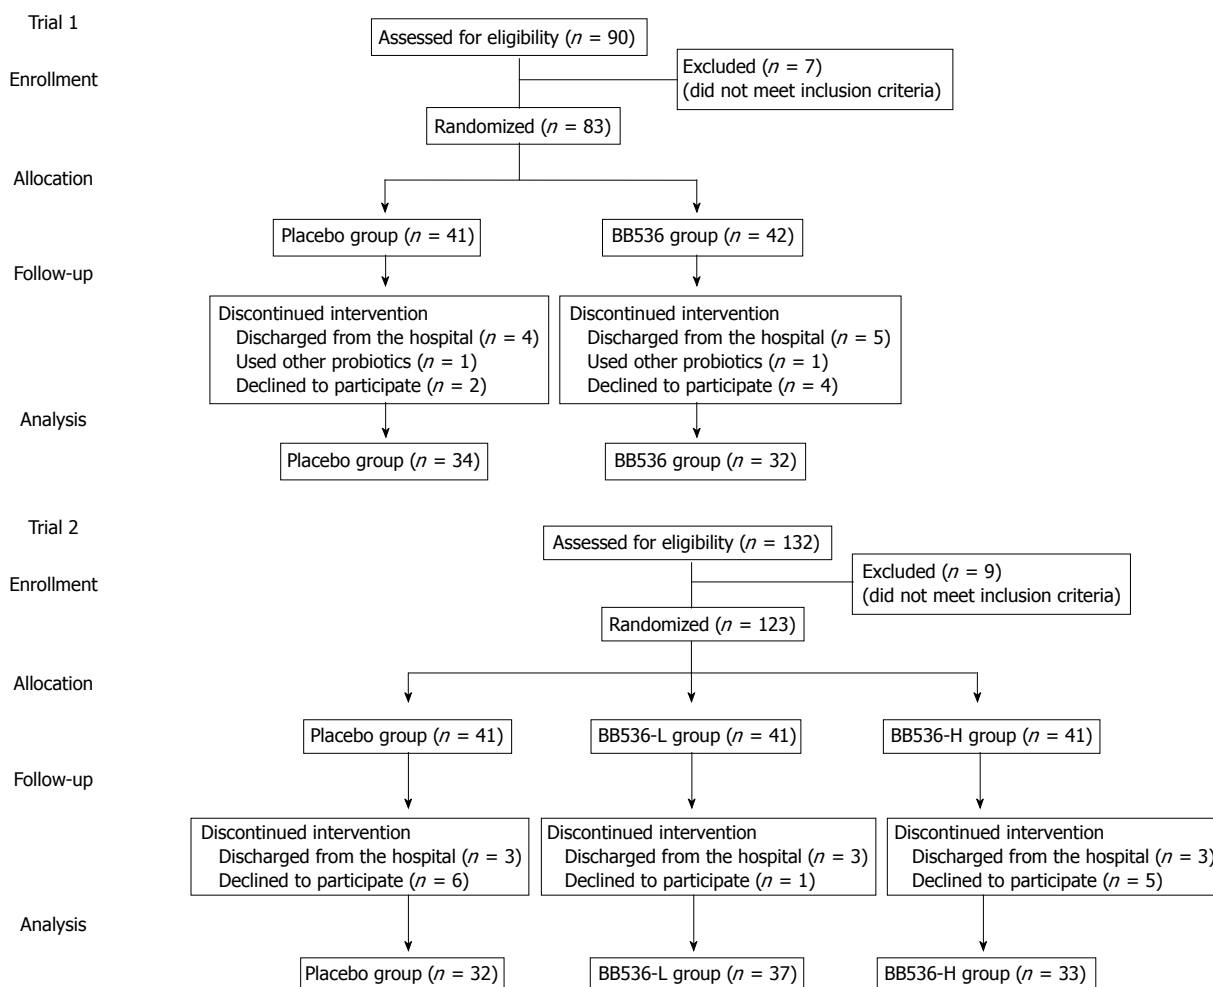 Trial 1
Assessed for eligibility (n = 90)
Enrollment
Excluded (n = 7)
(did not meet inclusion criteria)
Randomized (n = 83)
Allocation
Placebo group (n = 41)
BB536 group (n = 42)
Follow-up
Discontinued intervention
Discharged from the hospital (n = 4)
Used other probiotics (n = 1)
Declined to participate (n = 2)
Discontinued intervention
Discharged from the hospital (n = 5)
Used other probiotics (n = 1)
Declined to participate (n = 4)
Analysis
Placebo group (n = 34)
BB536 group (n = 32)
Trial 2
Assessed for eligibility (n = 132)
Enrollment
Excluded (n = 9)
(did not meet inclusion criteria)
Randomized (n = 123)
Allocation
Placebo group (n = 41)
BB536-L group (n = 41)
BB536-H group (n = 41)
Follow-up
Discontinued intervention
Discharged from the hospital (n = 3)
Declined to participate (n = 6)
Discontinued intervention
Discharged from the hospital (n = 3)
Declined to participate (n = 1)
Discontinued intervention
Discharged from the hospital (n = 3)
Declined to participate (n = 5)
Analysis
Placebo group (n = 32)
BB536-L group (n = 37)
BB536-H group (n = 33)